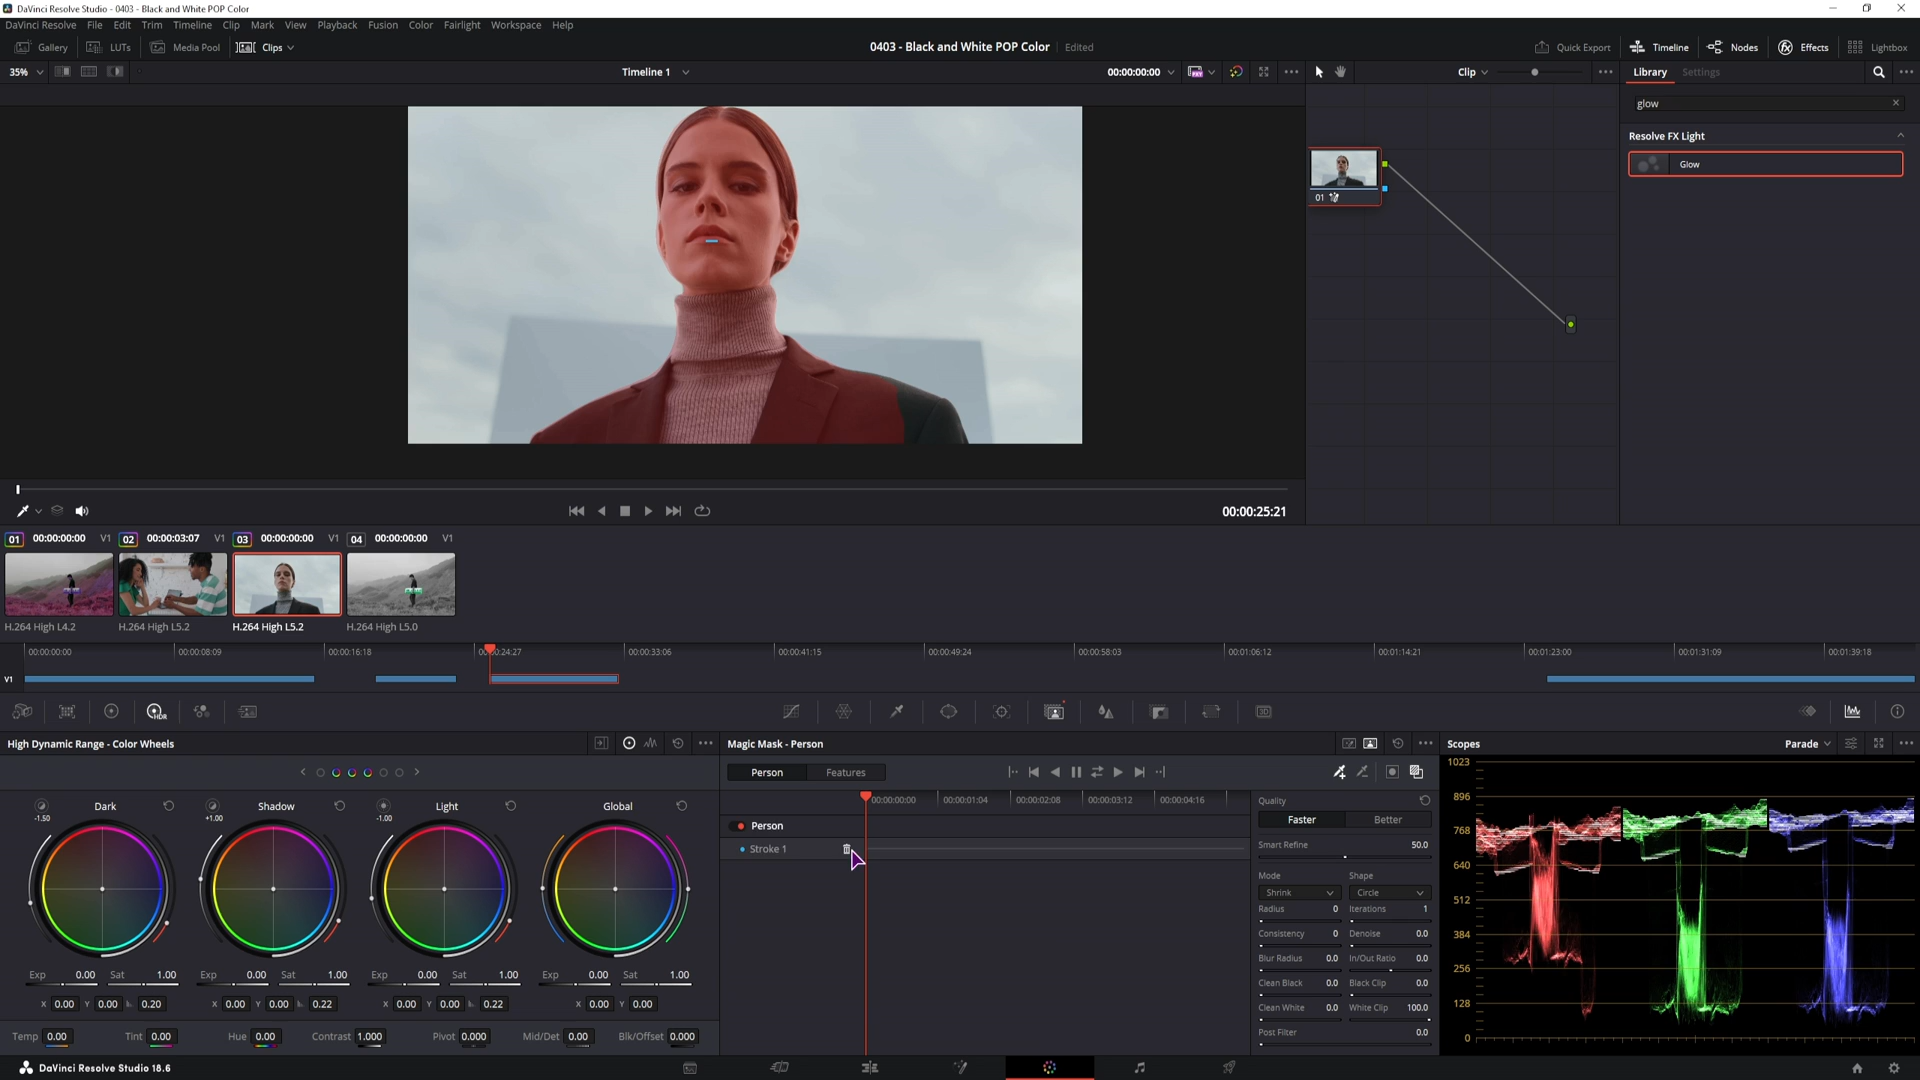 DaVinci Resolve Studio - 0403 - Black and White POP Color
DaVinci Resolve File Edit Trim Timeline Clip Mark View Playback Fusion Color Fairlight Workspace Help
Gallery LUTs Media Pool Clips 0403 - Black and White POP Color Edited Quick Export Timeline Nodes Effects Lightbox
35% Timeline 1 00:00:00:00 Clip Library Settings
glow
Resolve FX Light
Glow
01
00:00:25:21
01 00:00:00:00 V1 02 00:00:03:07 V1 03 00:00:00:00 V1 04 00:00:00:00 V1
H.264 High L4.2 H.264 High L5.2 H.264 High L5.2 H.264 High L5.0
00:00:00:00 00:00:08:09 00:00:16:18 00:00:24:27 00:00:33:06 00:00:41:15 00:00:49:24 00:00:58:03 00:01:06:12 00:01:14:21 00:01:23:00 00:01:31:09 00:01:39:18
V1
HDR 3D
High Dynamic Range - Color Wheels Magic Mask - Person Scopes Parade
Person Features
Dark Shadow Light Global
-1.50 +1.00 -1.00
00:00:00:00 00:00:01:04 00:00:02:08 00:00:03:12 00:00:04:16
Person
Stroke 1
Quality
Faster Better
Smart Refine 50.0
Mode Shape
Shrink Circle
Radius 0 Iterations 1
Consistency 0 Denoise 0.0
Blur Radius 0.0 In/Out Ratio 0.0
Clean Black 0.0 Black Clip 0.0
Clean White 0.0 White Clip 100.0
Post Filter 0.0
1023
896
768
640
512
384
256
128
0
Exp 0.00 Sat 1.00 Exp 0.00 Sat 1.00 Exp 0.00 Sat 1.00 Exp 0.00 Sat 1.00
X 0.00 Y 0.00 0.20 X 0.00 Y 0.00 0.22 X 0.00 Y 0.00 0.22 X 0.00 Y 0.00
Temp 0.00 Tint 0.00 Hue 0.00 Contrast 1.000 Pivot 0.000 Mid/Det 0.00 Blk/Offset 0.000
DaVinci Resolve Studio 18.6